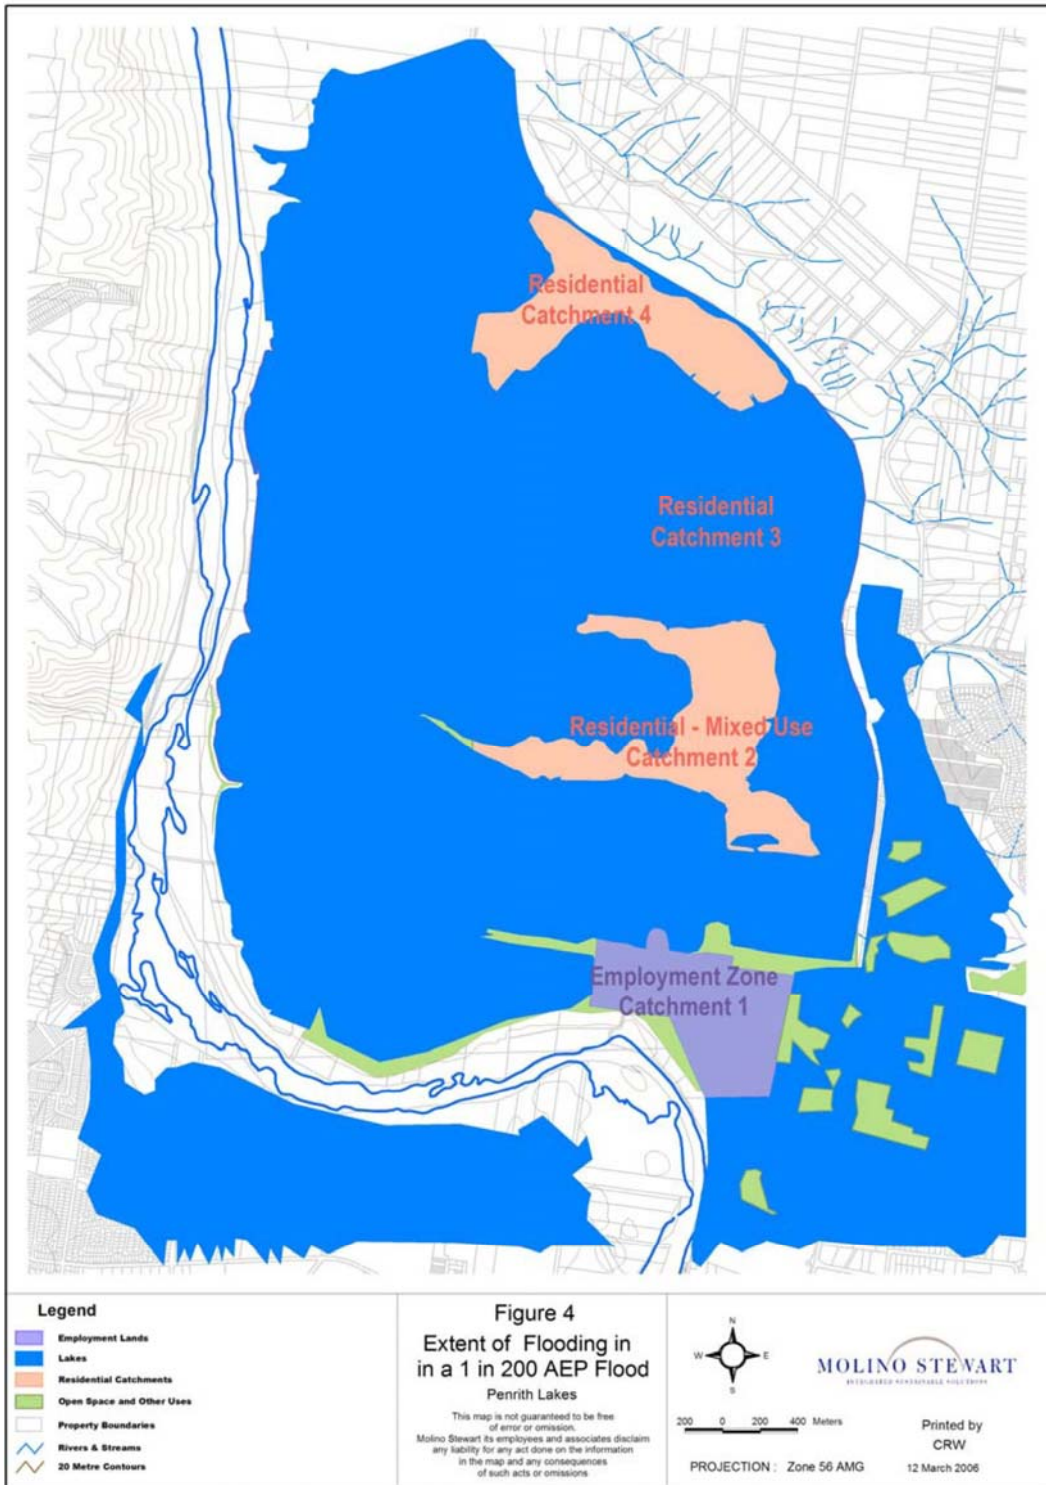 Residential
Catchment 4
Residential
Catchment 3
Residential - Mixed Use
Catchment 2
Employment Zone
Catchment 1
Legend
Employment Lands
Lakes
Residential Catchments
Open Space and Other Uses
Property Boundaries
Rivers & Streams
20 Metre Contours
Figure 4
Extent of Flooding in
in a 1 in 200 AEP Flood
Penrith Lakes
This map is not guaranteed to be free
of error or omission.
Molino Stewart its employees and associates disclaim
any liability for any act done on the information
in the map and any consequences
of such acts or omissions
N
W E
S
MOLINO STEWART
INTEGRATED SUSTAINABLE SOLUTIONS
200 0 200 400 Meters
PROJECTION : Zone 56 AMG
Printed by
CRW
12 March 2006